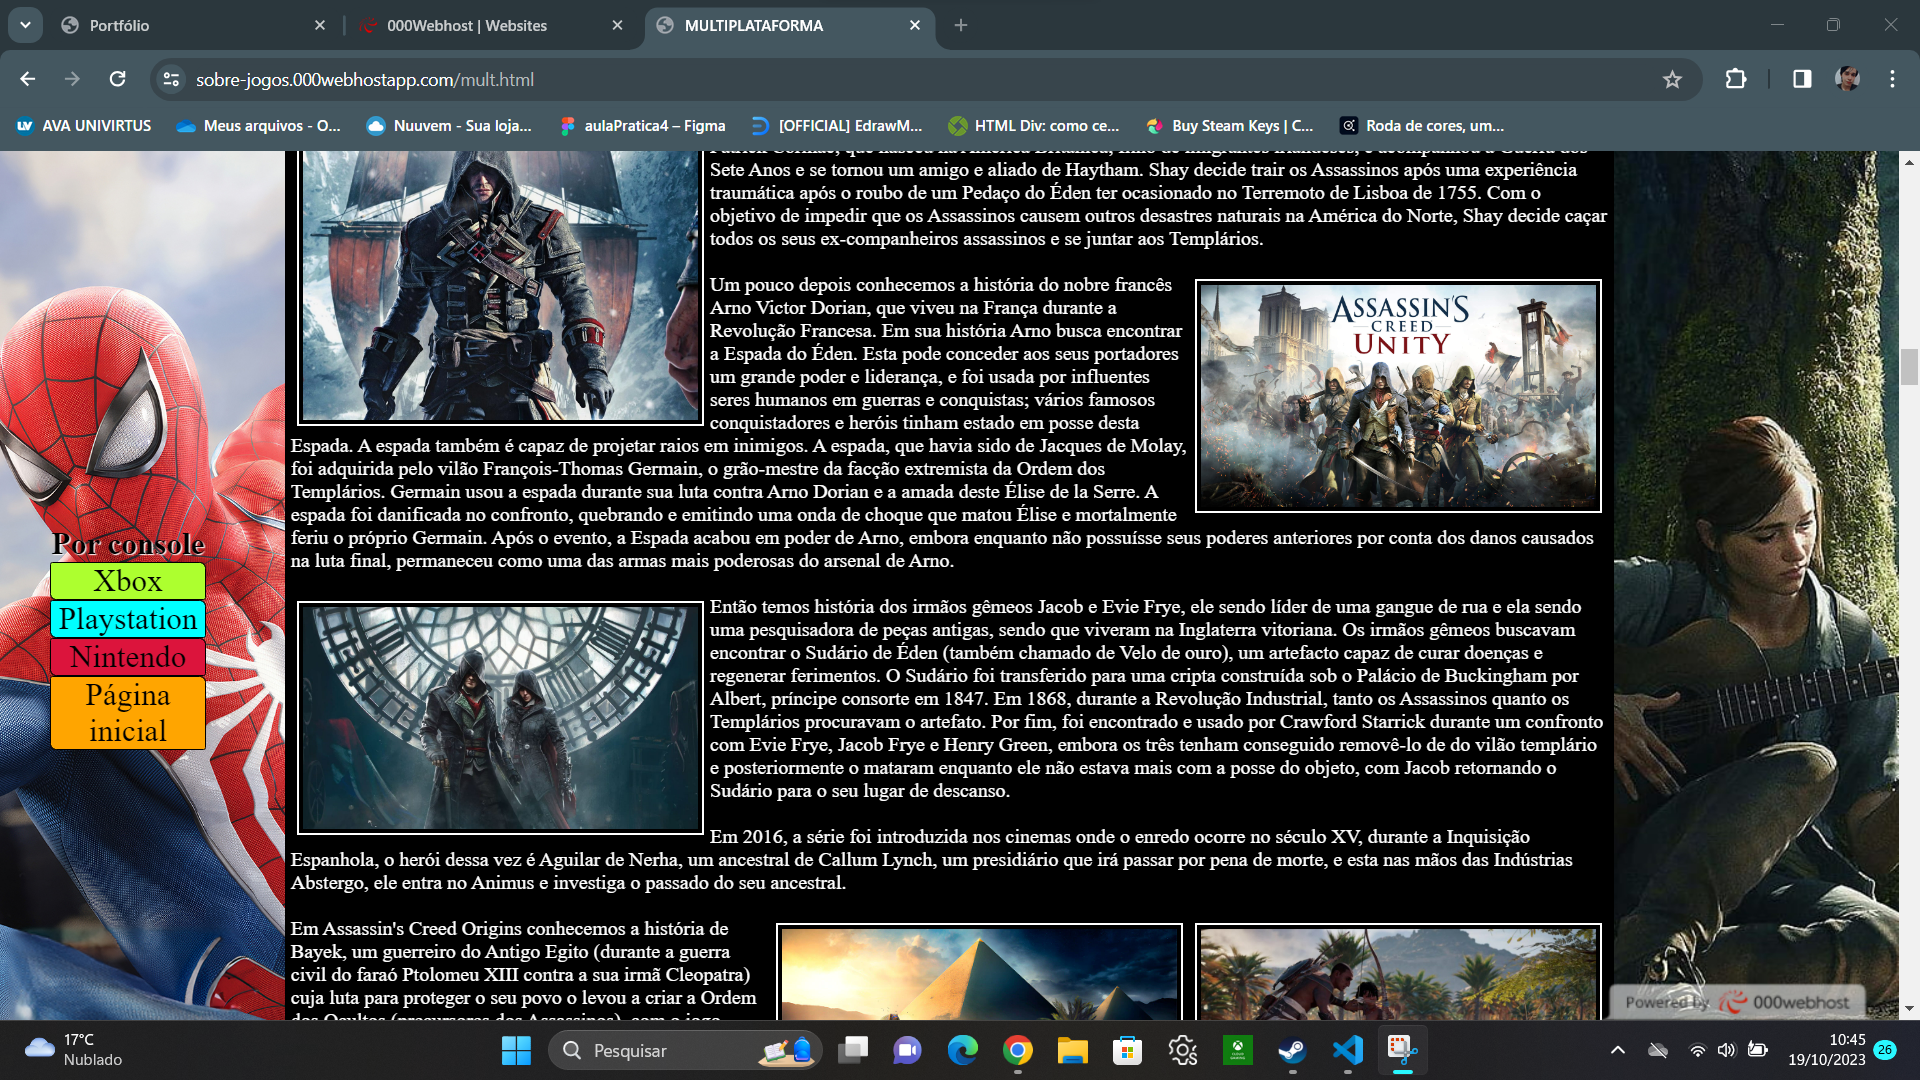 Portfólio
000Webhost | Websites
MULTIPLATAFORMA
sobre-jogos.000webhostapp.com/mult.html
AVA UNIVIRTUS
Meus arquivos - O...
Nuuvem - Sua loja...
aulaPratica4 – Figma
[OFFICIAL] EdrawM...
HTML Div: como ce...
Buy Steam Keys | C...
Roda de cores, um...
Sete Anos e se tornou um amigo e aliado de Haytham. Shay decide trair os Assassinos após uma experiência
traumática após o roubo de um Pedaço do Éden ter ocasionado no Terremoto de Lisboa de 1755. Com o
objetivo de impedir que os Assassinos causem outros desastres naturais na América do Norte, Shay decide caçar
todos os seus ex-companheiros assassinos e se juntar aos Templários.
Um pouco depois conhecemos a história do nobre francês
Arno Victor Dorian, que viveu na França durante a
Revolução Francesa. Em sua história Arno busca encontrar
a Espada do Éden. Esta pode conceder aos seus portadores
um grande poder e liderança, e foi usada por influentes
seres humanos em guerras e conquistas; vários famosos
conquistadores e heróis tinham estado em posse desta
Espada. A espada também é capaz de projetar raios em inimigos. A espada, que havia sido de Jacques de Molay,
foi adquirida pelo vilão François-Thomas Germain, o grão-mestre da facção extremista da Ordem dos
Templários. Germain usou a espada durante sua luta contra Arno Dorian e a amada deste Élise de la Serre. A
espada foi danificada no confronto, quebrando e emitindo uma onda de choque que matou Élise e mortalmente
feriu o próprio Germain. Após o evento, a Espada acabou em poder de Arno, embora enquanto não possuísse seus poderes anteriores por conta dos danos causados
na luta final, permaneceu como uma das armas mais poderosas do arsenal de Arno.
ASSASSIN'S
CREED
UNITY
Por console
Xbox
Playstation
Nintendo
Página
inicial
Então temos história dos irmãos gêmeos Jacob e Evie Frye, ele sendo líder de uma gangue de rua e ela sendo
uma pesquisadora de peças antigas, sendo que viveram na Inglaterra vitoriana. Os irmãos gêmeos buscavam
encontrar o Sudário de Éden (também chamado de Velo de ouro), um artefacto capaz de curar doenças e
regenerar ferimentos. O Sudário foi transferido para uma cripta construída sob o Palácio de Buckingham por
Albert, príncipe consorte em 1847. Em 1868, durante a Revolução Industrial, tanto os Assassinos quanto os
Templários procuravam o artefato. Por fim, foi encontrado e usado por Crawford Starrick durante um confronto
com Evie Frye, Jacob Frye e Henry Green, embora os três tenham conseguido removê-lo de do vilão templário
e posteriormente o mataram enquanto ele não estava mais com a posse do objeto, com Jacob retornando o
Sudário para o seu lugar de descanso.
Em 2016, a série foi introduzida nos cinemas onde o enredo ocorre no século XV, durante a Inquisição
Espanhola, o herói dessa vez é Aguilar de Nerha, um ancestral de Callum Lynch, um presidiário que irá passar por pena de morte, e esta nas mãos das Indústrias
Abstergo, ele entra no Animus e investiga o passado do seu ancestral.
Em Assassin's Creed Origins conhecemos a história de
Bayek, um guerreiro do Antigo Egito (durante a guerra
civil do faraó Ptolomeu XIII contra a sua irmã Cleopatra)
cuja luta para proteger o seu povo o levou a criar a Ordem
Powered by 000webhost
17°C
Nublado
Pesquisar
10:45
19/10/2023
26